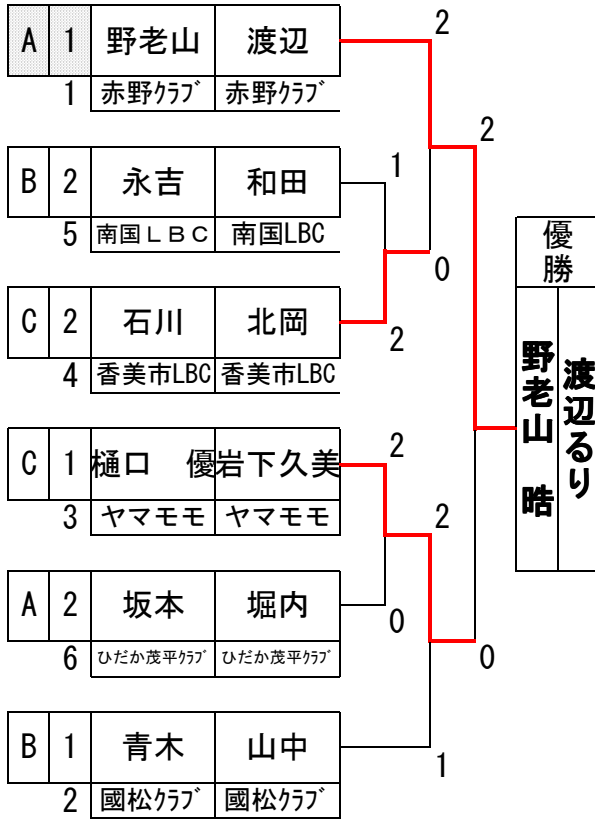 A 1 野老山 渡辺
1 赤野ｸﾗﾌﾞ 赤野ｸﾗﾌﾞ
2
2
B 2 永吉 和田
5 南国ＬＢＣ 南国LBC
1
0
C 2 石川 北岡
4 香美市LBC 香美市LBC
2
C 1 樋口　優 岩下久美
3 ヤマモモ ヤマモモ
2
2
A 2 坂本 堀内
6 ひだか茂平ｸﾗﾌﾞ ひだか茂平ｸﾗﾌﾞ
0
0
B 1 青木 山中
2 國松ｸﾗﾌﾞ 國松ｸﾗﾌﾞ
1
優勝
野老山　晧
渡辺るり